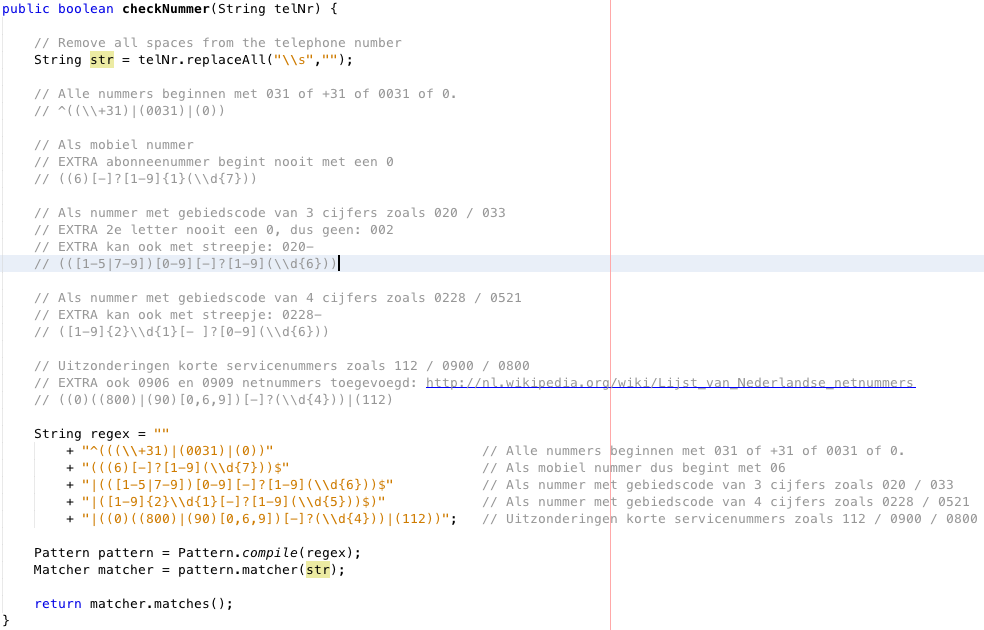 public boolean checkNummer(String telNr) {
// Remove all spaces from the telephone number
String str = telNr.replaceAll("\\s","");
// Alle nummers beginnen met 031 of +31 of 0031 of 0.
// ^((\\+31)|(0031)|(0))
// Als mobiel nummer
// EXTRA abonneenummer begint nooit met een 0
// ((6)[-]?[1-9]{1}(\\d{7}))
// Als nummer met gebiedscode van 3 cijfers zoals 020 / 033
// EXTRA 2e letter nooit een 0, dus geen: 002
// EXTRA kan ook met streepje: 020-
// (([1-5|7-9])[0-9][-]?[1-9](\\d{6}))
// Als nummer met gebiedscode van 4 cijfers zoals 0228 / 0521
// EXTRA kan ook met streepje: 0228-
// ([1-9]{2}\\d{1}[- ]?[0-9](\\d{6}))
// Uitzonderingen korte servicenummers zoals 112 / 0900 / 0800
// EXTRA ook 0906 en 0909 netnummers toegevoegd: http://nl.wikipedia.org/wiki/Lijst_van_Nederlandse_netnummers
// ((0)((800)|(90)[0,6,9])[-]?(\\d{4}))|(112)
String regex = ""
+ "^(((\\+31)|(0031)|(0))" // Alle nummers beginnen met 031 of +31 of 0031 of 0.
+ "(((6)[-]?[1-9](\\d{7}))$" // Als mobiel nummer dus begint met 06
+ "|(([1-5|7-9])[0-9][-]?[1-9](\\d{6}))$" // Als nummer met gebiedscode van 3 cijfers zoals 020 / 033
+ "|([1-9]{2}\\d{1}[-]?[1-9](\\d{5}))$)" // Als nummer met gebiedscode van 4 cijfers zoals 0228 / 0521
+ "|((0)((800)|(90)[0,6,9])[-]?(\\d{4}))|(112))"; // Uitzonderingen korte servicenummers zoals 112 / 0900 / 0800
Pattern pattern = Pattern.compile(regex);
Matcher matcher = pattern.matcher(str);
return matcher.matches();
}